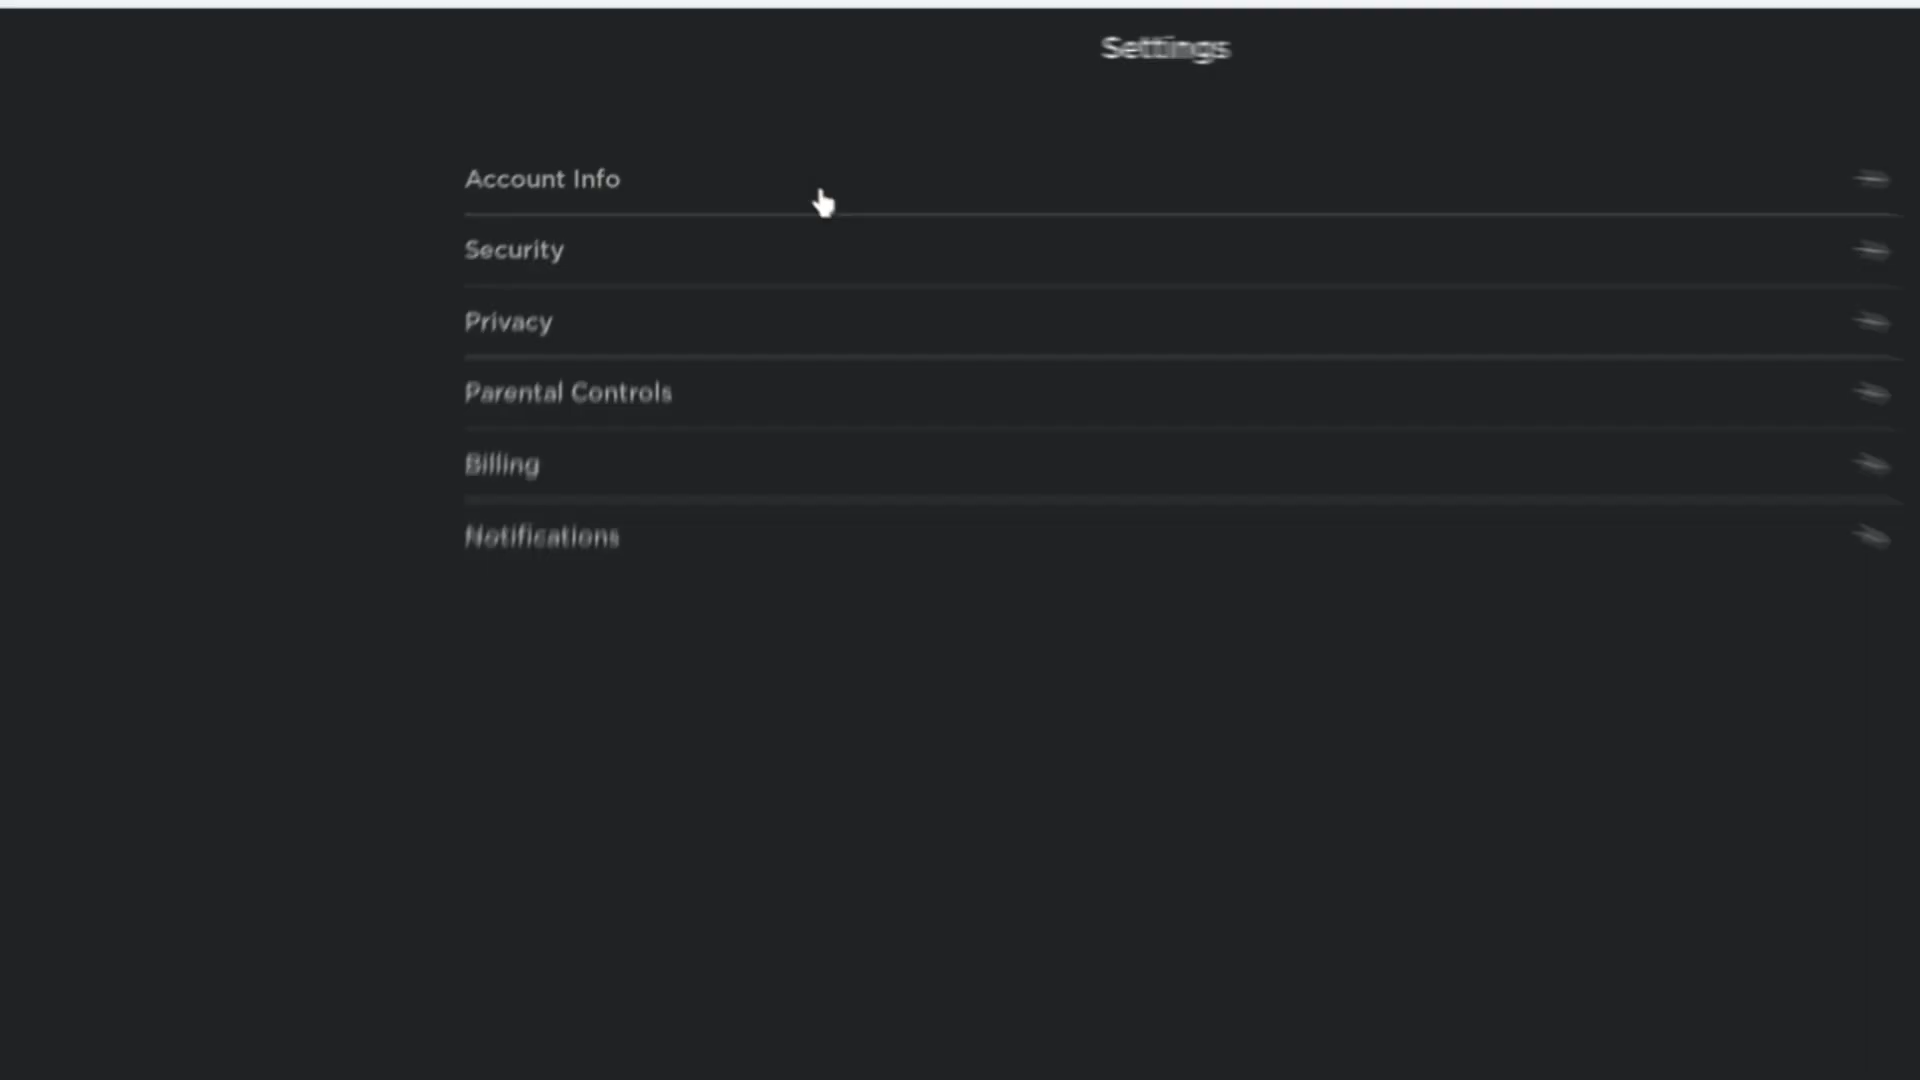 Settings
Account Info
Security
Privacy
Parental Controls
Billing
Notifications